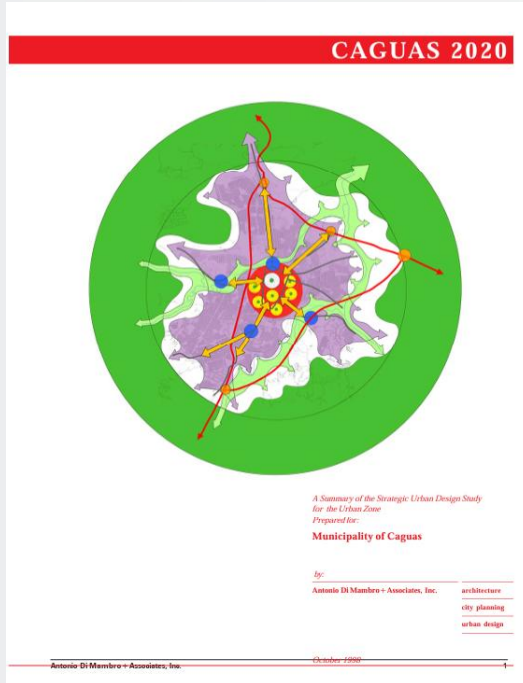 CAGUAS 2020
A Summary of the Strategic Urban Design Study
for the Urban Zone
Prepared for:
Municipality of Caguas
by:
Antonio Di Mambro + Associates, Inc.
architecture
city planning
urban design
October 1998
Antonio Di Mambro + Associates, Inc.
1